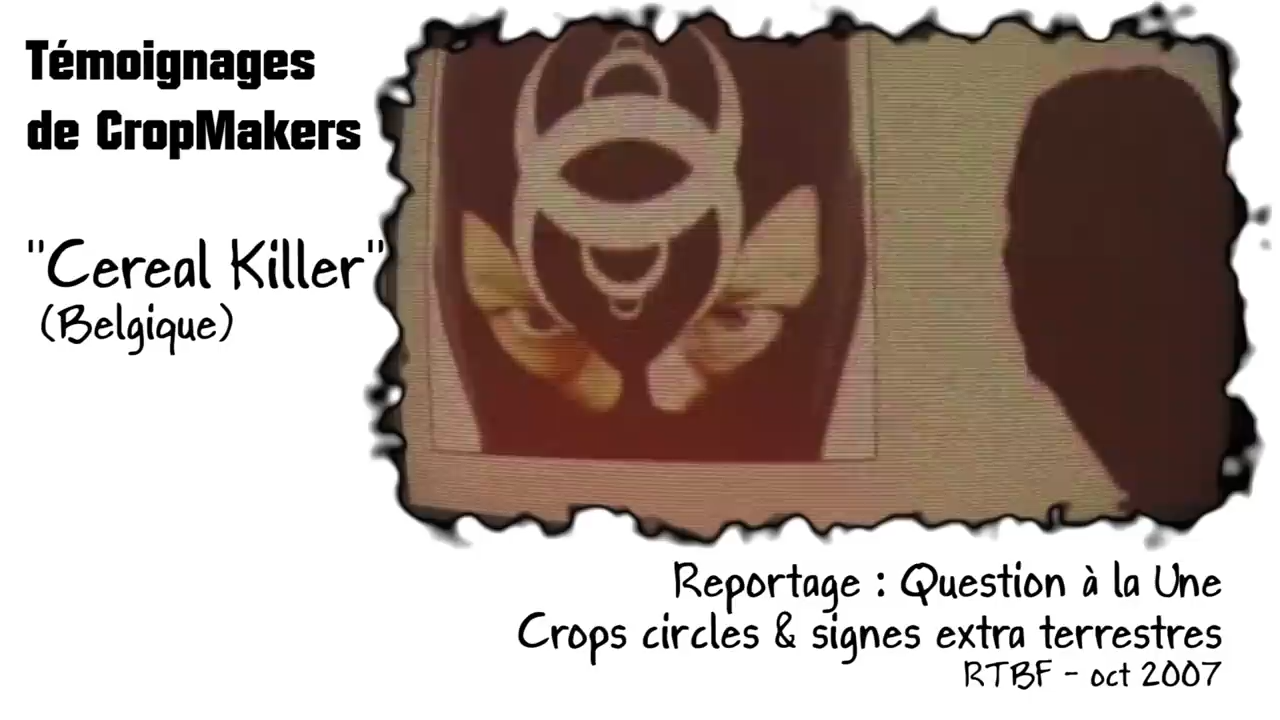 Témoignages
de CropMakers
"Cereal Killer"
(Belgique)
Reportage : Question à la Une
Crops circles & signes extra terrestres
RTBF - oct 2007